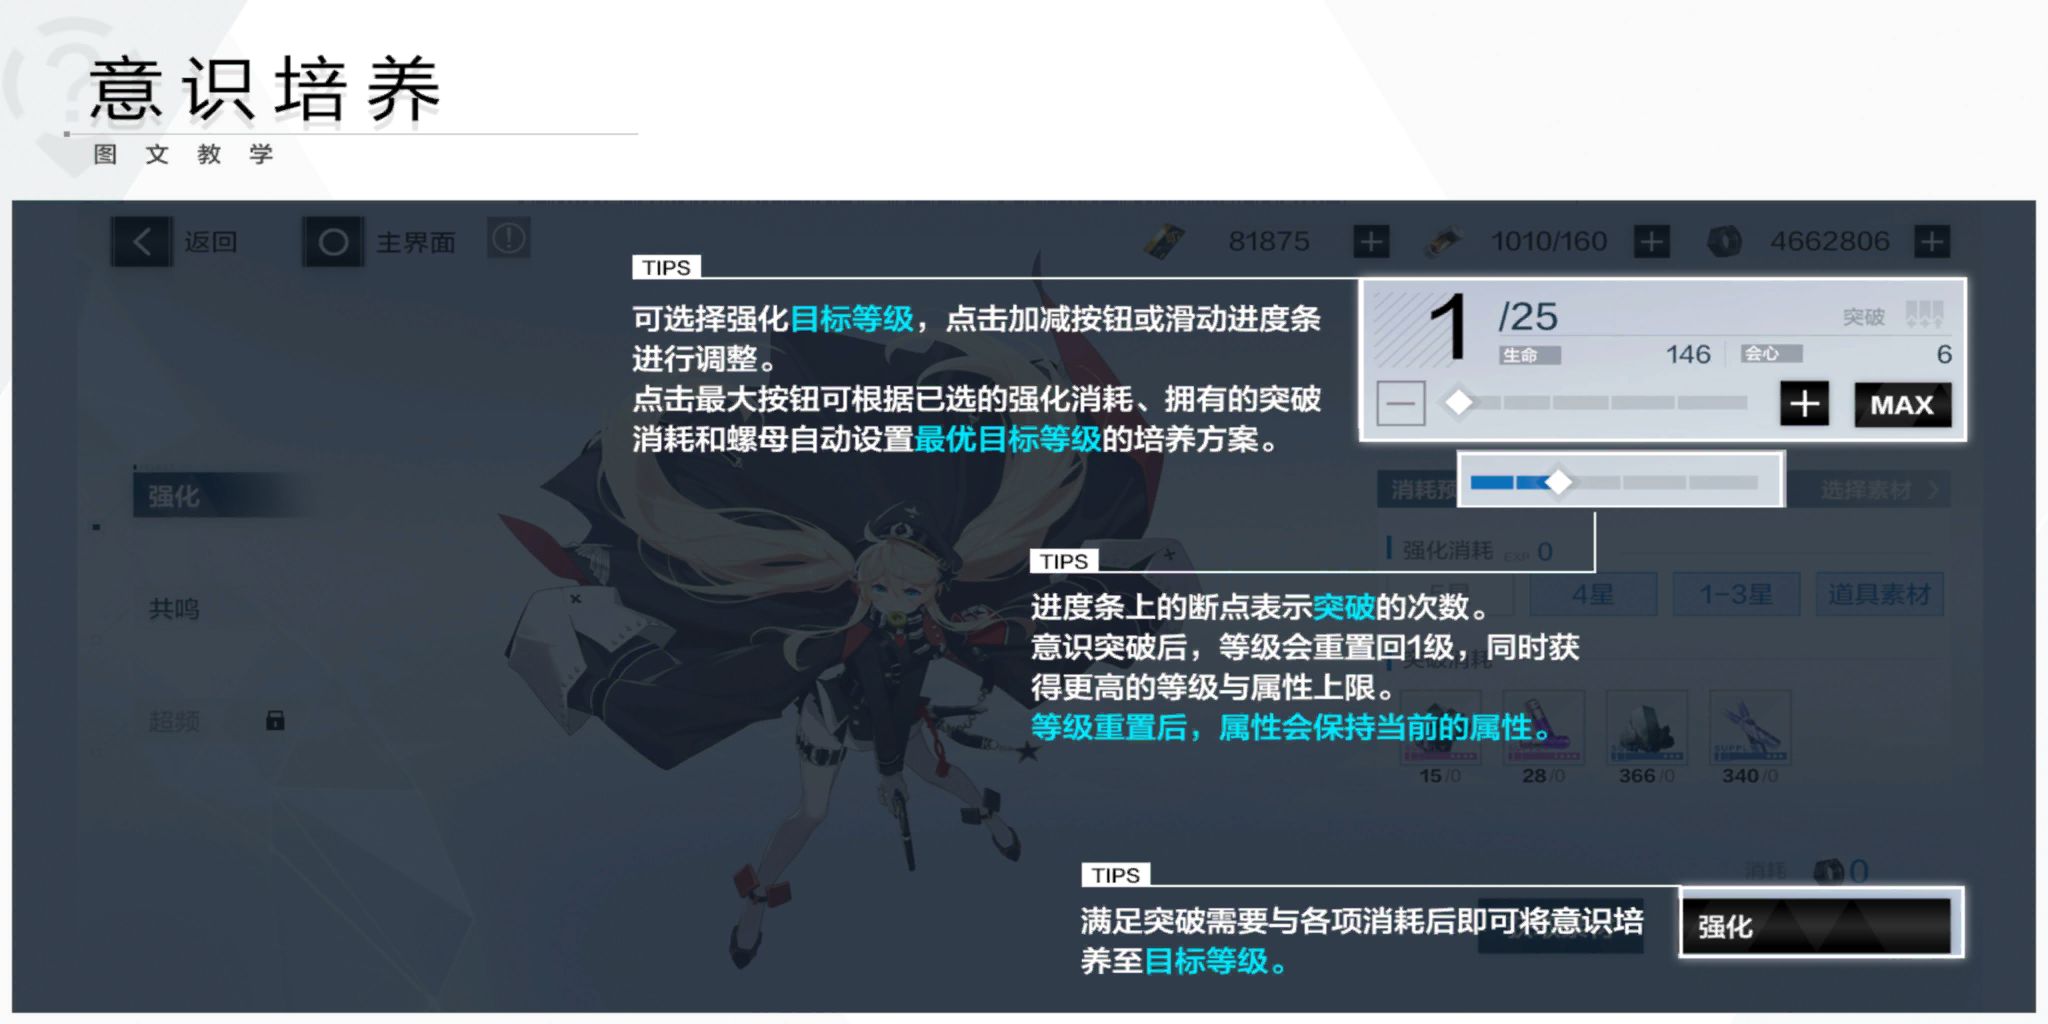 意识培养
图文教学
返回
主界面
81875
1010/160
4662806
TIPS
可选择强化目标等级，点击加减按钮或滑动进度条
进行调整。
点击最大按钮可根据已选的强化消耗、拥有的突破
消耗和螺母自动设置最优目标等级的培养方案。
1 /25
突破
生命 146 会心 6
MAX
强化
共鸣
超频
消耗预
选择素材
强化消耗 EXP 0
4星
1-3星
道具素材
TIPS
进度条上的断点表示突破的次数。
意识突破后，等级会重置回1级，同时获
得更高的等级与属性上限。
等级重置后，属性会保持当前的属性。
突破消耗
15/0
28/0
366/0
340/0
消耗 0
TIPS
满足突破需要与各项消耗后即可将意识培
养至目标等级。
强化